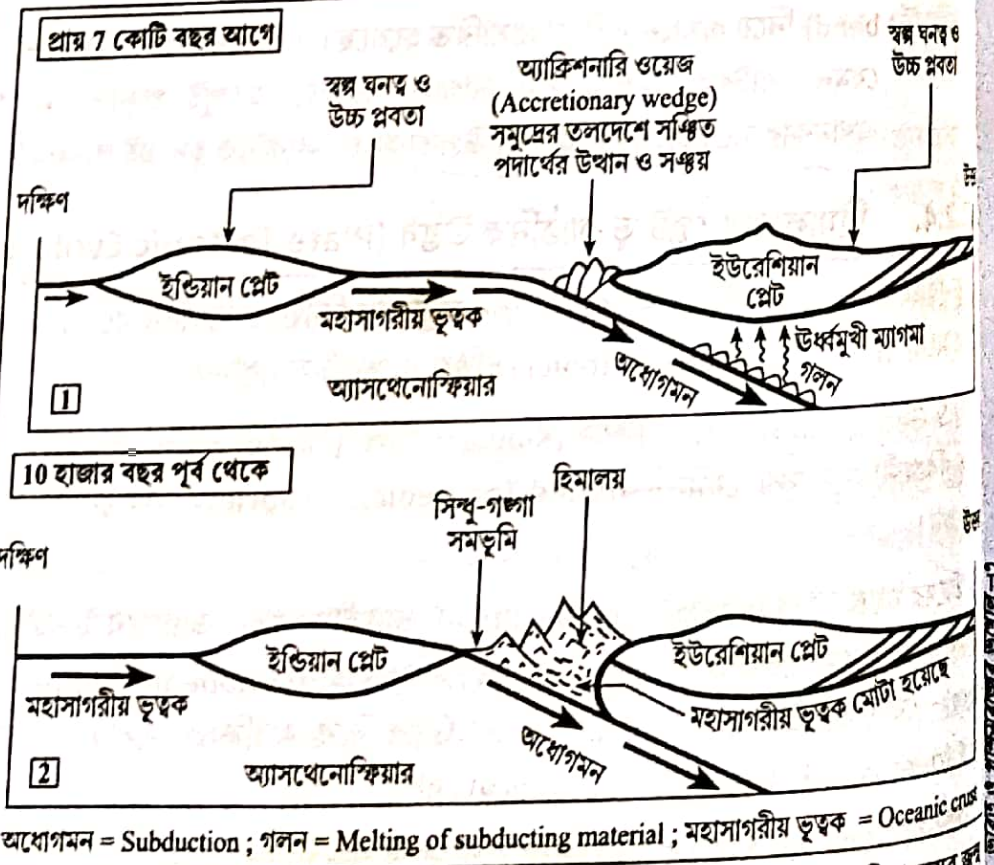 প্রায় 7 কোটি বছর আগে
স্বল্প ঘনত্ব ও
উচ্চ প্লবতা
অ্যাক্রিশনারি ওয়েজ
(Accretionary wedge)
সমুদ্রের তলদেশে সঞ্চিত
পদার্থের উত্থান ও সঞ্চয়
স্বল্প ঘনত্ব ও
উচ্চ প্লবতা
দক্ষিণ
ইন্ডিয়ান প্লেট
ইউরেশিয়ান
প্লেট
মহাসাগরীয় ভূত্বক
ঊর্ধ্বমুখী ম্যাগমা
গলন
অধোগমন
অ্যাসথেনোস্ফিয়ার
1
10 হাজার বছর পূর্ব থেকে
হিমালয়
সিন্ধু-গঙ্গা
সমভূমি
দক্ষিণ
ইন্ডিয়ান প্লেট
ইউরেশিয়ান প্লেট
মহাসাগরীয় ভূত্বক
মহাসাগরীয় ভূত্বক মোটা হয়েছে
অধোগমন
অ্যাসথেনোস্ফিয়ার
2
অধোগমন = Subduction ; গলন = Melting of subducting material ; মহাসাগরীয় ভূত্বক = Oceanic crust